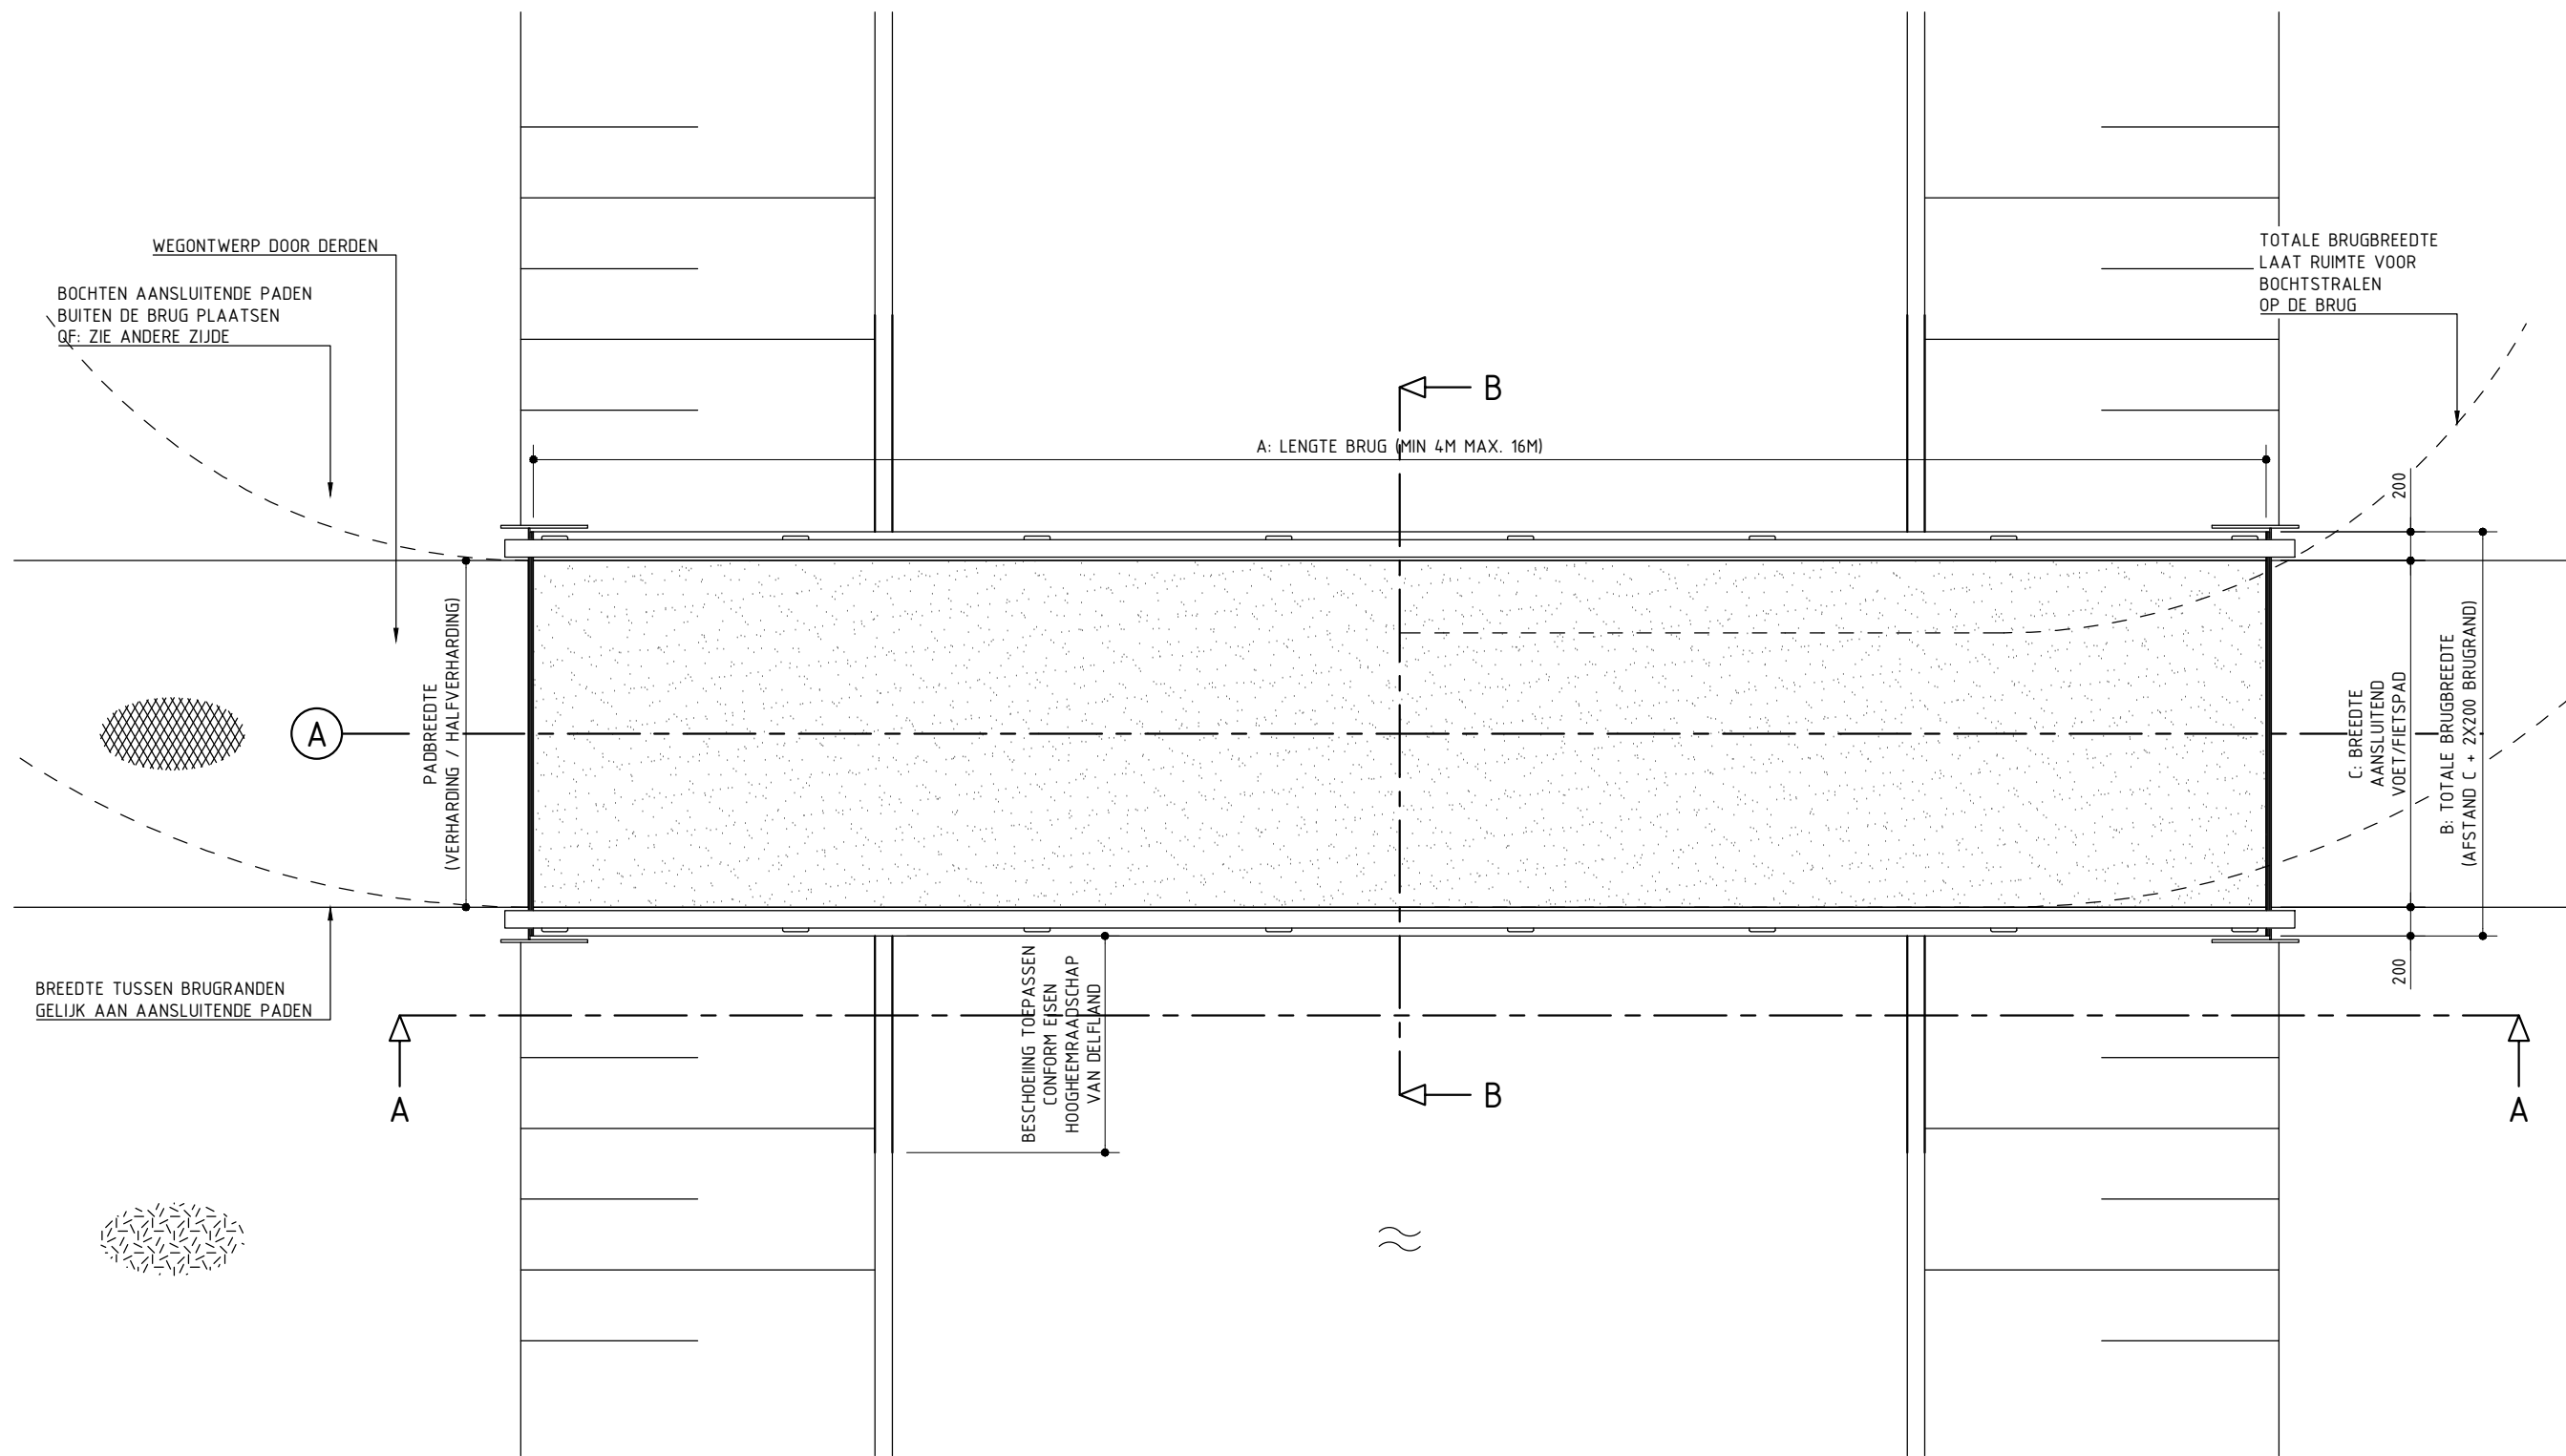 WEGONTWERP DOOR DERDEN
BOCHTEN AANSLUITENDE PADEN
BUITEN DE BRUG PLAATSEN
OF: ZIE ANDERE ZIJDE
TOTALE BRUGBREEDTE
LAAT RUIMTE VOOR
BOCHTSTRALEN
OP DE BRUG
B
A: LENGTE BRUG (MIN 4M MAX. 16M)
200
PADBREEDTE
(VERHARDING / HALFVERHARDING)
A
C: BREEDTE
AANSLUITEND
VOET/FIETSPAD
B: TOTALE BRUGBREEDTE
(AFSTAND C + 2X200 BRUGRAND)
200
BREEDTE TUSSEN BRUGRANDEN
GELIJK AAN AANSLUITENDE PADEN
BESCHOEIING TOEPASSEN
CONFORM EISEN
HOOGHEEMRAADSCHAP
VAN DELFLAND
A
B
A